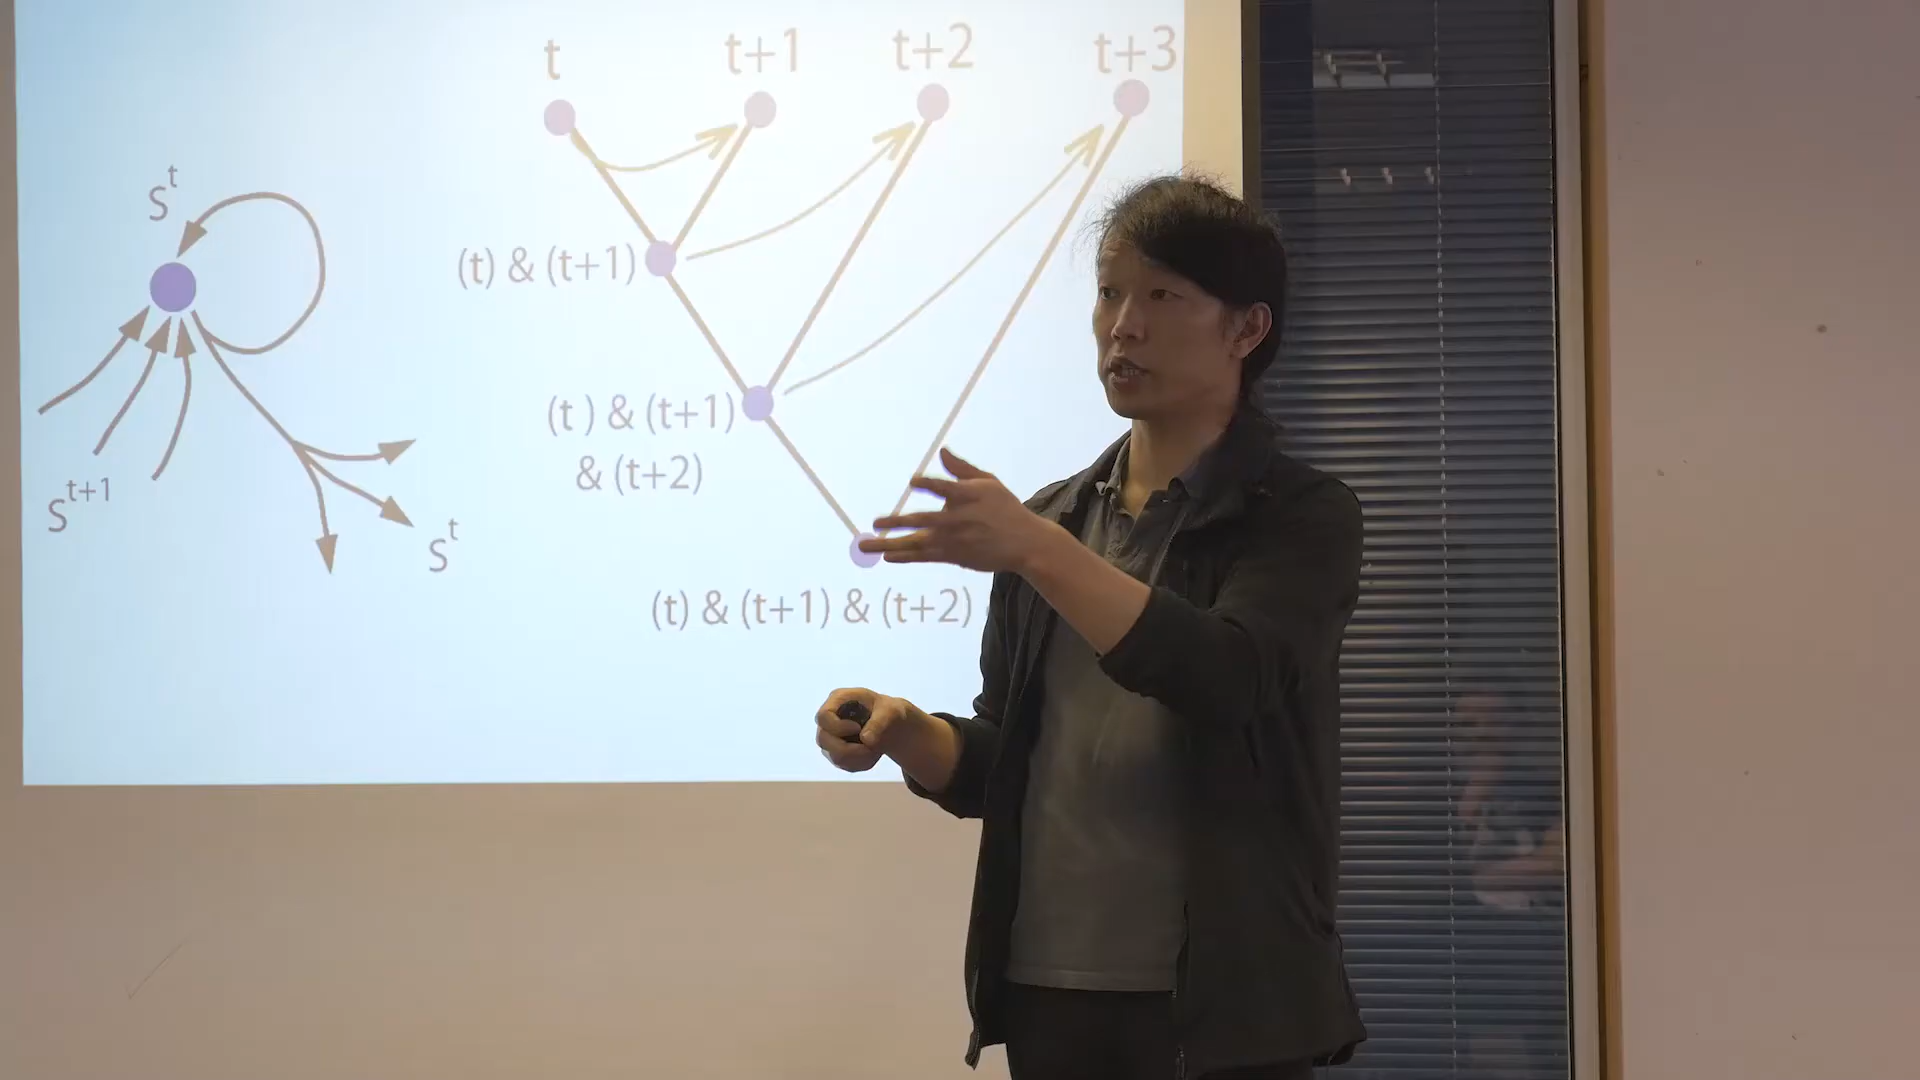 t t+1 t+2 t+3
s^t
(t) & (t+1)
(t ) & (t+1)
& (t+2)
s^t+1
s^t
(t) & (t+1) & (t+2)